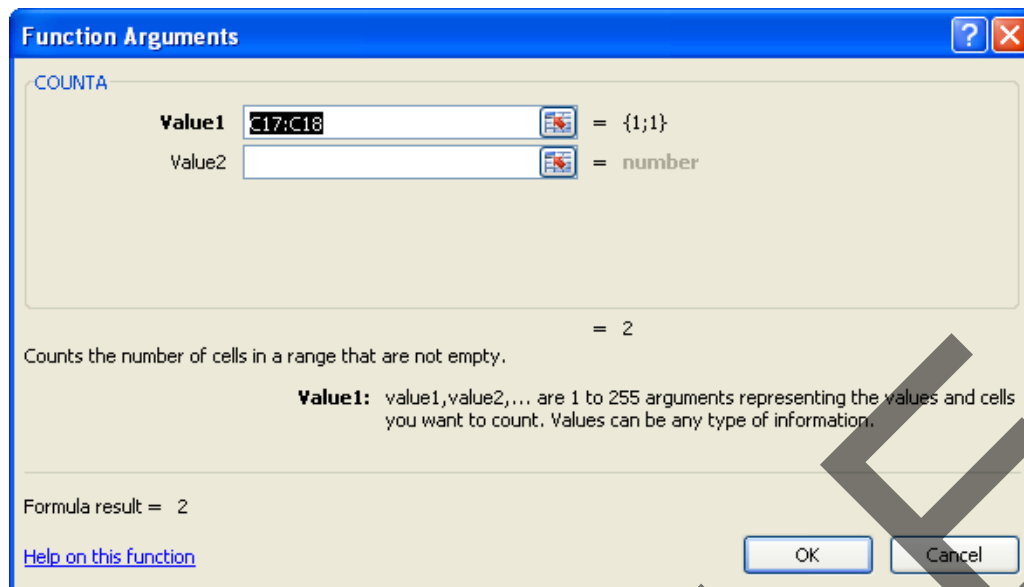 Function Arguments
COUNTA
Value1 C17:C18 = {1;1}
Value2 = number
= 2
Counts the number of cells in a range that are not empty.
Value1: value1,value2,... are 1 to 255 arguments representing the values and cells
you want to count. Values can be any type of information.
Formula result = 2
Help on this function
OK Cancel